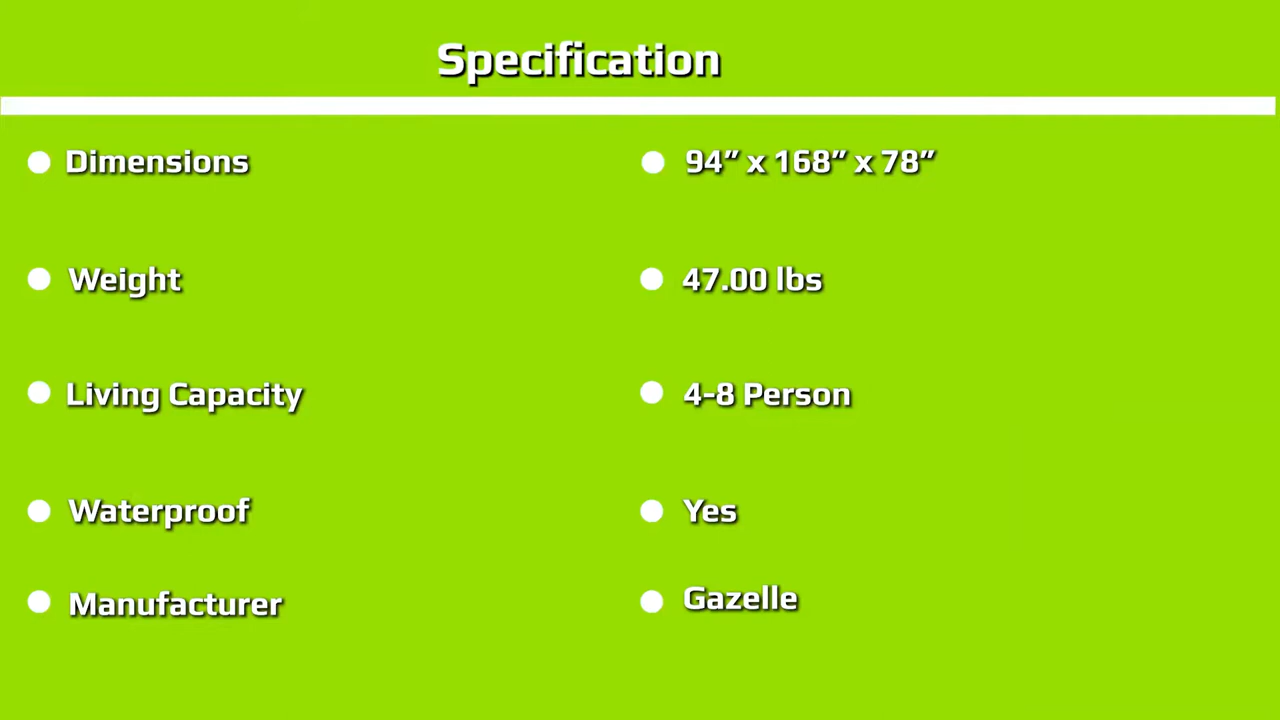 Specification
Dimensions 94” x 168” x 78”
Weight 47.00 lbs
Living Capacity 4-8 Person
Waterproof Yes
Manufacturer Gazelle